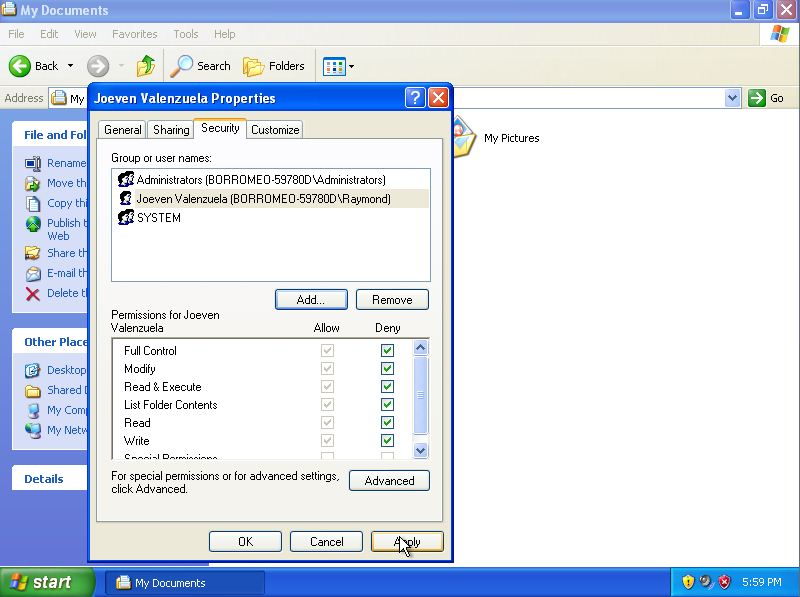 My Documents
File Edit View Favorites Tools Help
Back Search Folders
Address My Go
Joeven Valenzuela Properties
General Sharing Security Customize
Group or user names:
Administrators (BORROMEO-59780D\Administrators)
Joeven Valenzuela (BORROMEO-59780D\Raymond)
SYSTEM
Add... Remove
Permissions for Joeven
Valenzuela Allow Deny
Full Control
Modify
Read & Execute
List Folder Contents
Read
Write
Special Permissions
For special permissions or for advanced settings,
click Advanced.
Advanced
OK Cancel Apply
File and Fol
Rename
Move th
Copy thi
Publish t
Web
Share th
E-mail th
Delete t
Other Place
Desktop
Shared D
My Com
My Netw
Details
My Pictures
start My Documents 5:59 PM